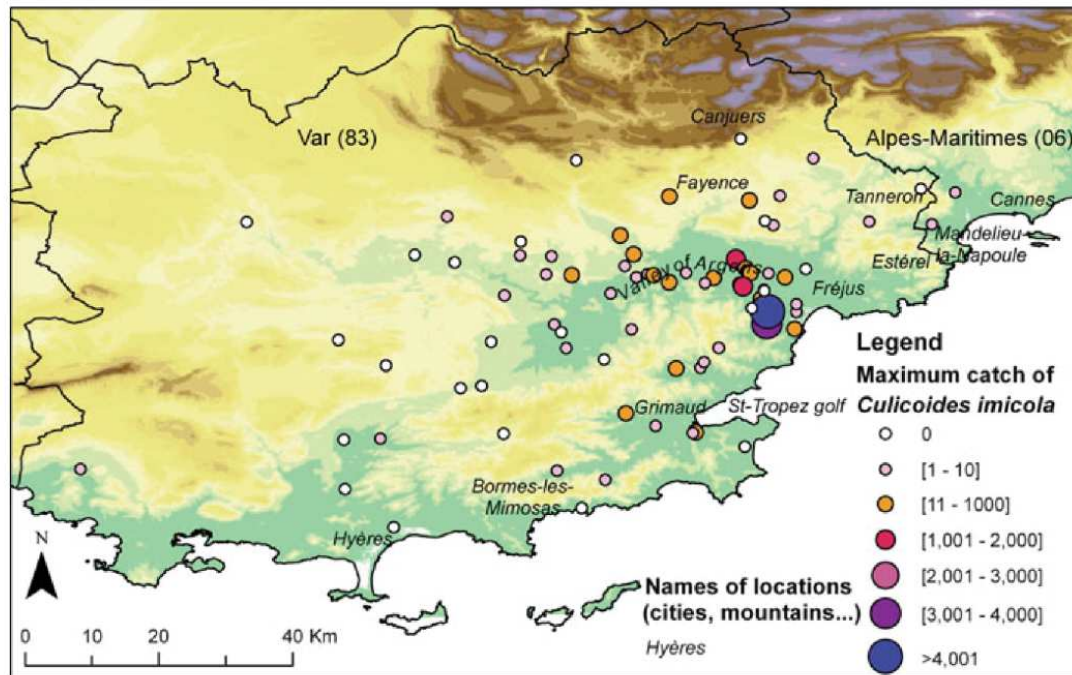 Canjuers
Var (83)
Alpes-Maritimes (06)
Fayence
Tanneron
Cannes
Mandelieu-
la-Napoule
Estérel
Valley of Argens
Fréjus
Legend
Maximum catch of
Culicoides imicola
0
[1 - 10]
[11 - 1000]
[1,001 - 2,000]
[2,001 - 3,000]
[3,001 - 4,000]
>4,001
Grimaud
St-Tropez golf
Bormes-les-
Mimosas
Hyères
N
Names of locations
(cities, mountains...)
Hyères
0 10 20 40 Km